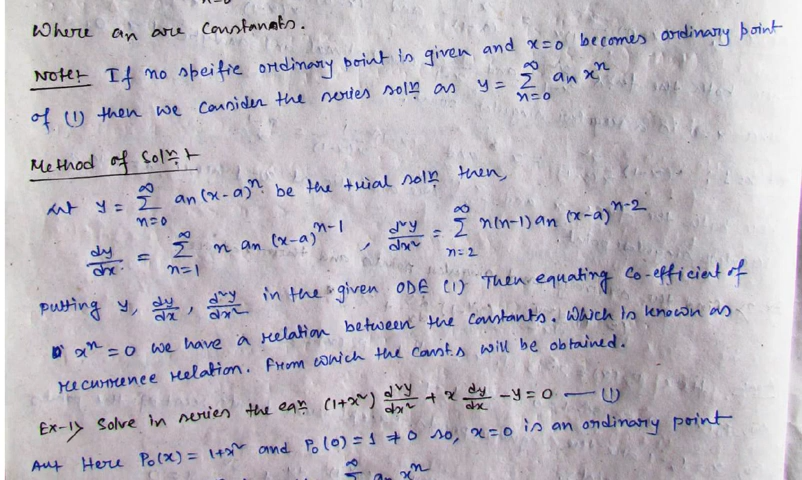 Where an are Constants.
Note:- If no speific ordinary point is given and x=0 becomes ordinary point
of (1) then we consider the series solⁿ as y = ∑_{n=0}^{∞} aₙ xⁿ
Method of Solⁿ :-
Let y = ∑_{n=0}^{∞} aₙ (x-a)ⁿ be the trial solⁿ then,
dy/dx = ∑_{n=1}^{∞} n aₙ (x-a)ⁿ⁻¹ , d²y/dx² = ∑_{n=2}^{∞} n(n-1) aₙ (x-a)ⁿ⁻²
putting y, dy/dx, d²y/dx² in the given ODE (1) Then equating co-efficient of
xⁿ = 0 we have a relation between the constants. Which is known as
recurrence relation. From which the consts will be obtained.
Ex-1> Solve in series the eqⁿ (1+x²) d²y/dx² + x dy/dx - y = 0 — (1)
Ans Here P₀(x) = 1+x² and P₀(0) = 1 ≠ 0 so, x=0 is an ordinary point
∑^{∞} aₙ xⁿ